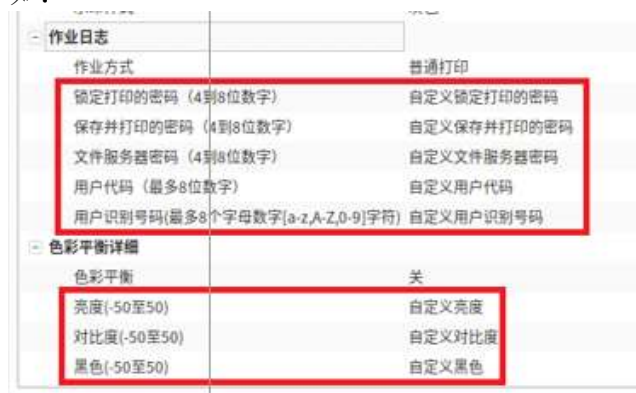 作业日志
作业方式 普通打印
锁定打印的密码（4到8位数字） 自定义锁定打印的密码
保存并打印的密码（4到8位数字） 自定义保存并打印的密码
文件服务器密码（4到8位数字） 自定义文件服务器密码
用户代码（最多8位数字） 自定义用户代码
用户识别号码(最多8个字母数字[a-z,A-Z,0-9]字符) 自定义用户识别号码
色彩平衡详细
色彩平衡 关
亮度(-50至50) 自定义亮度
对比度(-50至50) 自定义对比度
黑色(-50至50) 自定义黑色